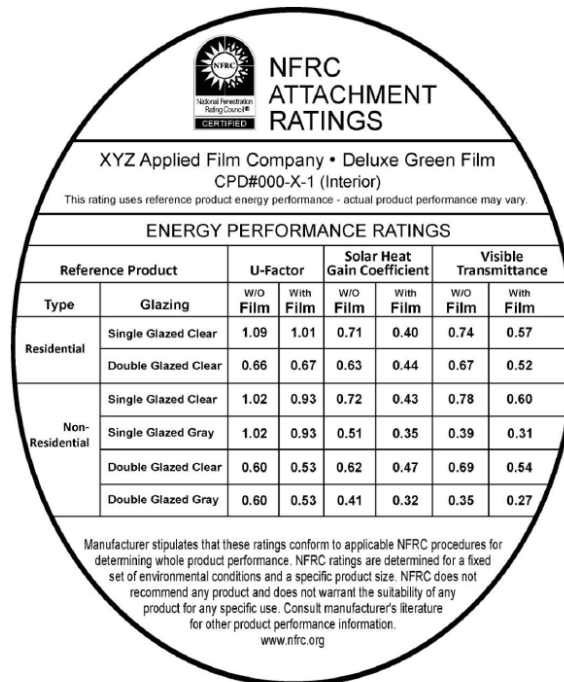 NFRC
National Fenestration
Rating Council®
CERTIFIED
NFRC
ATTACHMENT
RATINGS
XYZ Applied Film Company • Deluxe Green Film
CPD#000-X-1 (Interior)
This rating uses reference product energy performance - actual product performance may vary.
ENERGY PERFORMANCE RATINGS
Reference Product U-Factor Solar Heat Gain Coefficient Visible Transmittance
Type Glazing W/O Film With Film W/O Film With Film W/O Film With Film
Residential
Single Glazed Clear 1.09 1.01 0.71 0.40 0.74 0.57
Double Glazed Clear 0.66 0.67 0.63 0.44 0.67 0.52
Non-
Residential
Single Glazed Clear 1.02 0.93 0.72 0.43 0.78 0.60
Single Glazed Gray 1.02 0.93 0.51 0.35 0.39 0.31
Double Glazed Clear 0.60 0.53 0.62 0.47 0.69 0.54
Double Glazed Gray 0.60 0.53 0.41 0.32 0.35 0.27
Manufacturer stipulates that these ratings conform to applicable NFRC procedures for
determining whole product performance. NFRC ratings are determined for a fixed
set of environmental conditions and a specific product size. NFRC does not
recommend any product and does not warrant the suitability of any
product for any specific use. Consult manufacturer's literature
for other product performance information.
www.nfrc.org